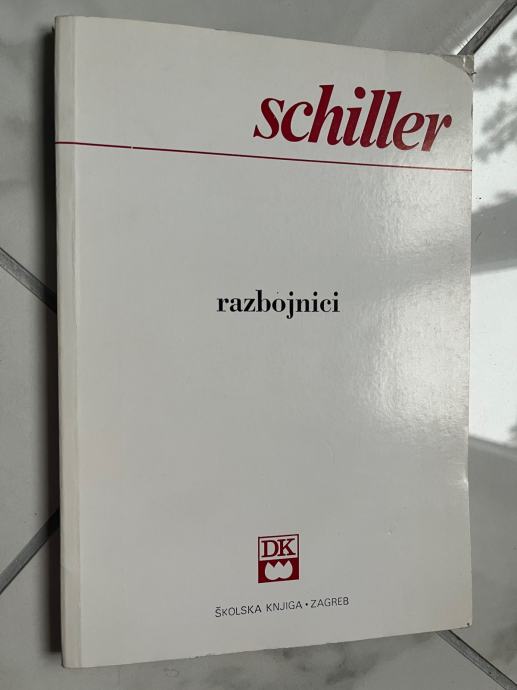 schiller
razbojnici
DK
ŠKOLSKA KNJIGA • ZAGREB